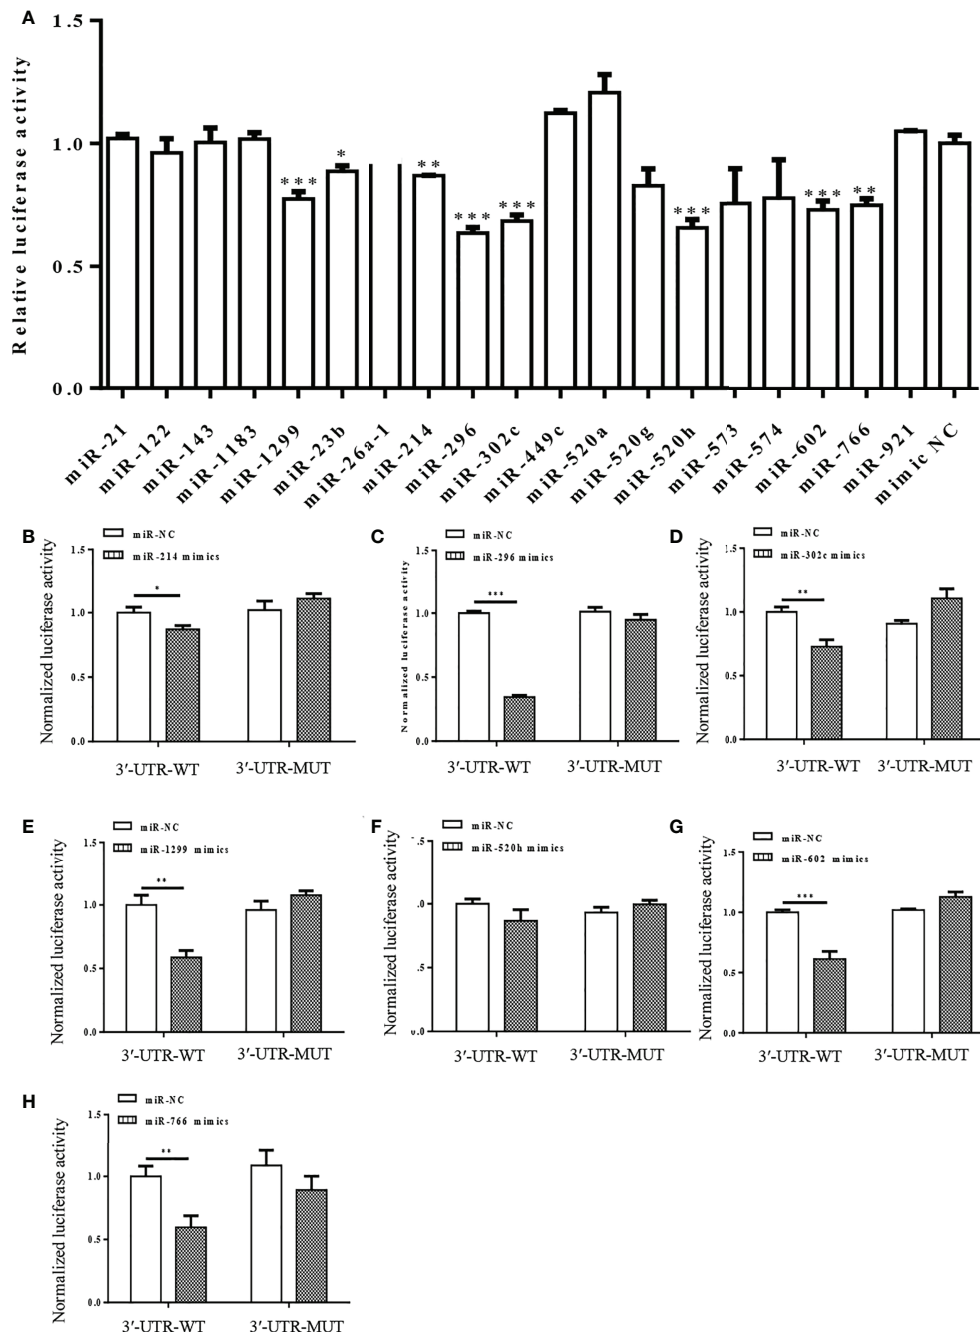 A
Relative luciferase activity
1.5
1.0
0.5
0.0
***
*
**
***
***
***
***
**
miR-21
miR-122
miR-143
miR-1183
miR-1299
miR-23b
miR-26a-1
miR-214
miR-296
miR-302c
miR-449c
miR-520a
miR-520g
miR-520h
miR-573
miR-574
miR-602
miR-766
miR-921
mimic NC
B
miR-NC
miR-214 mimics
Normalized luciferase activity
1.5
1.0
0.5
0.0
*
3′-UTR-WT
3′-UTR-MUT
C
miR-NC
miR-296 mimics
Normalized luciferase activity
1.5
1.0
0.5
0.0
***
3′-UTR-WT
3′-UTR-MUT
D
miR-NC
miR-302c mimics
Normalized luciferase activity
1.5
1.0
0.5
0.0
**
3′-UTR-WT
3′-UTR-MUT
E
miR-NC
miR-1299 mimics
Normalized luciferase activity
1.5
1.0
0.5
0.0
**
3′-UTR-WT
3′-UTR-MUT
F
miR-NC
miR-520h mimics
Normalized luciferase activity
.5
.0
.5
0.0
3′-UTR-WT
3′-UTR-MUT
G
miR-NC
miR-602 mimics
Normalized luciferase activity
1.5
1.0
0.5
0.0
***
3′-UTR-WT
3′-UTR-MUT
H
miR-NC
miR-766 mimics
Normalized luciferase activity
1.5
1.0
0.5
0.0
**
3′-UTR-WT
3′-UTR-MUT